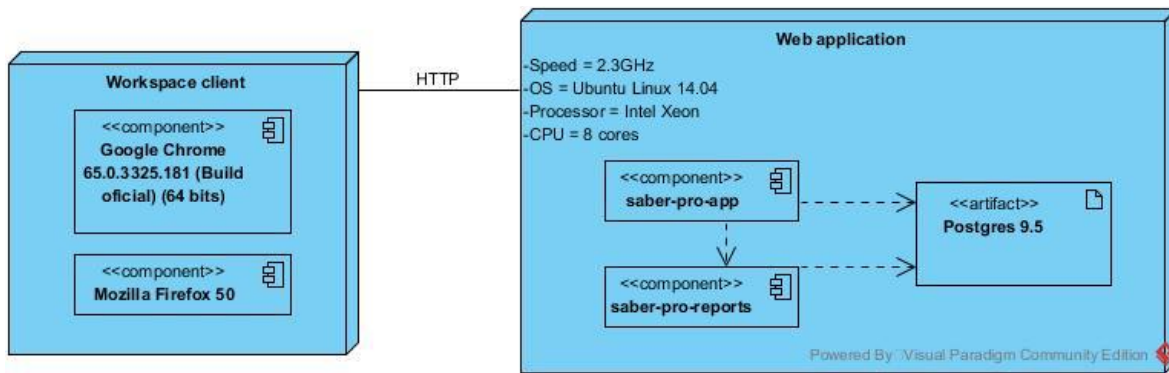 Workspace client
<<component>>
Google Chrome
65.0.3325.181 (Build
oficial) (64 bits)
<<component>>
Mozilla Firefox 50
HTTP
Web application
-Speed = 2.3GHz
-OS = Ubuntu Linux 14.04
-Processor = Intel Xeon
-CPU = 8 cores
<<component>>
saber-pro-app
<<component>>
saber-pro-reports
<<artifact>>
Postgres 9.5
Powered By Visual Paradigm Community Edition